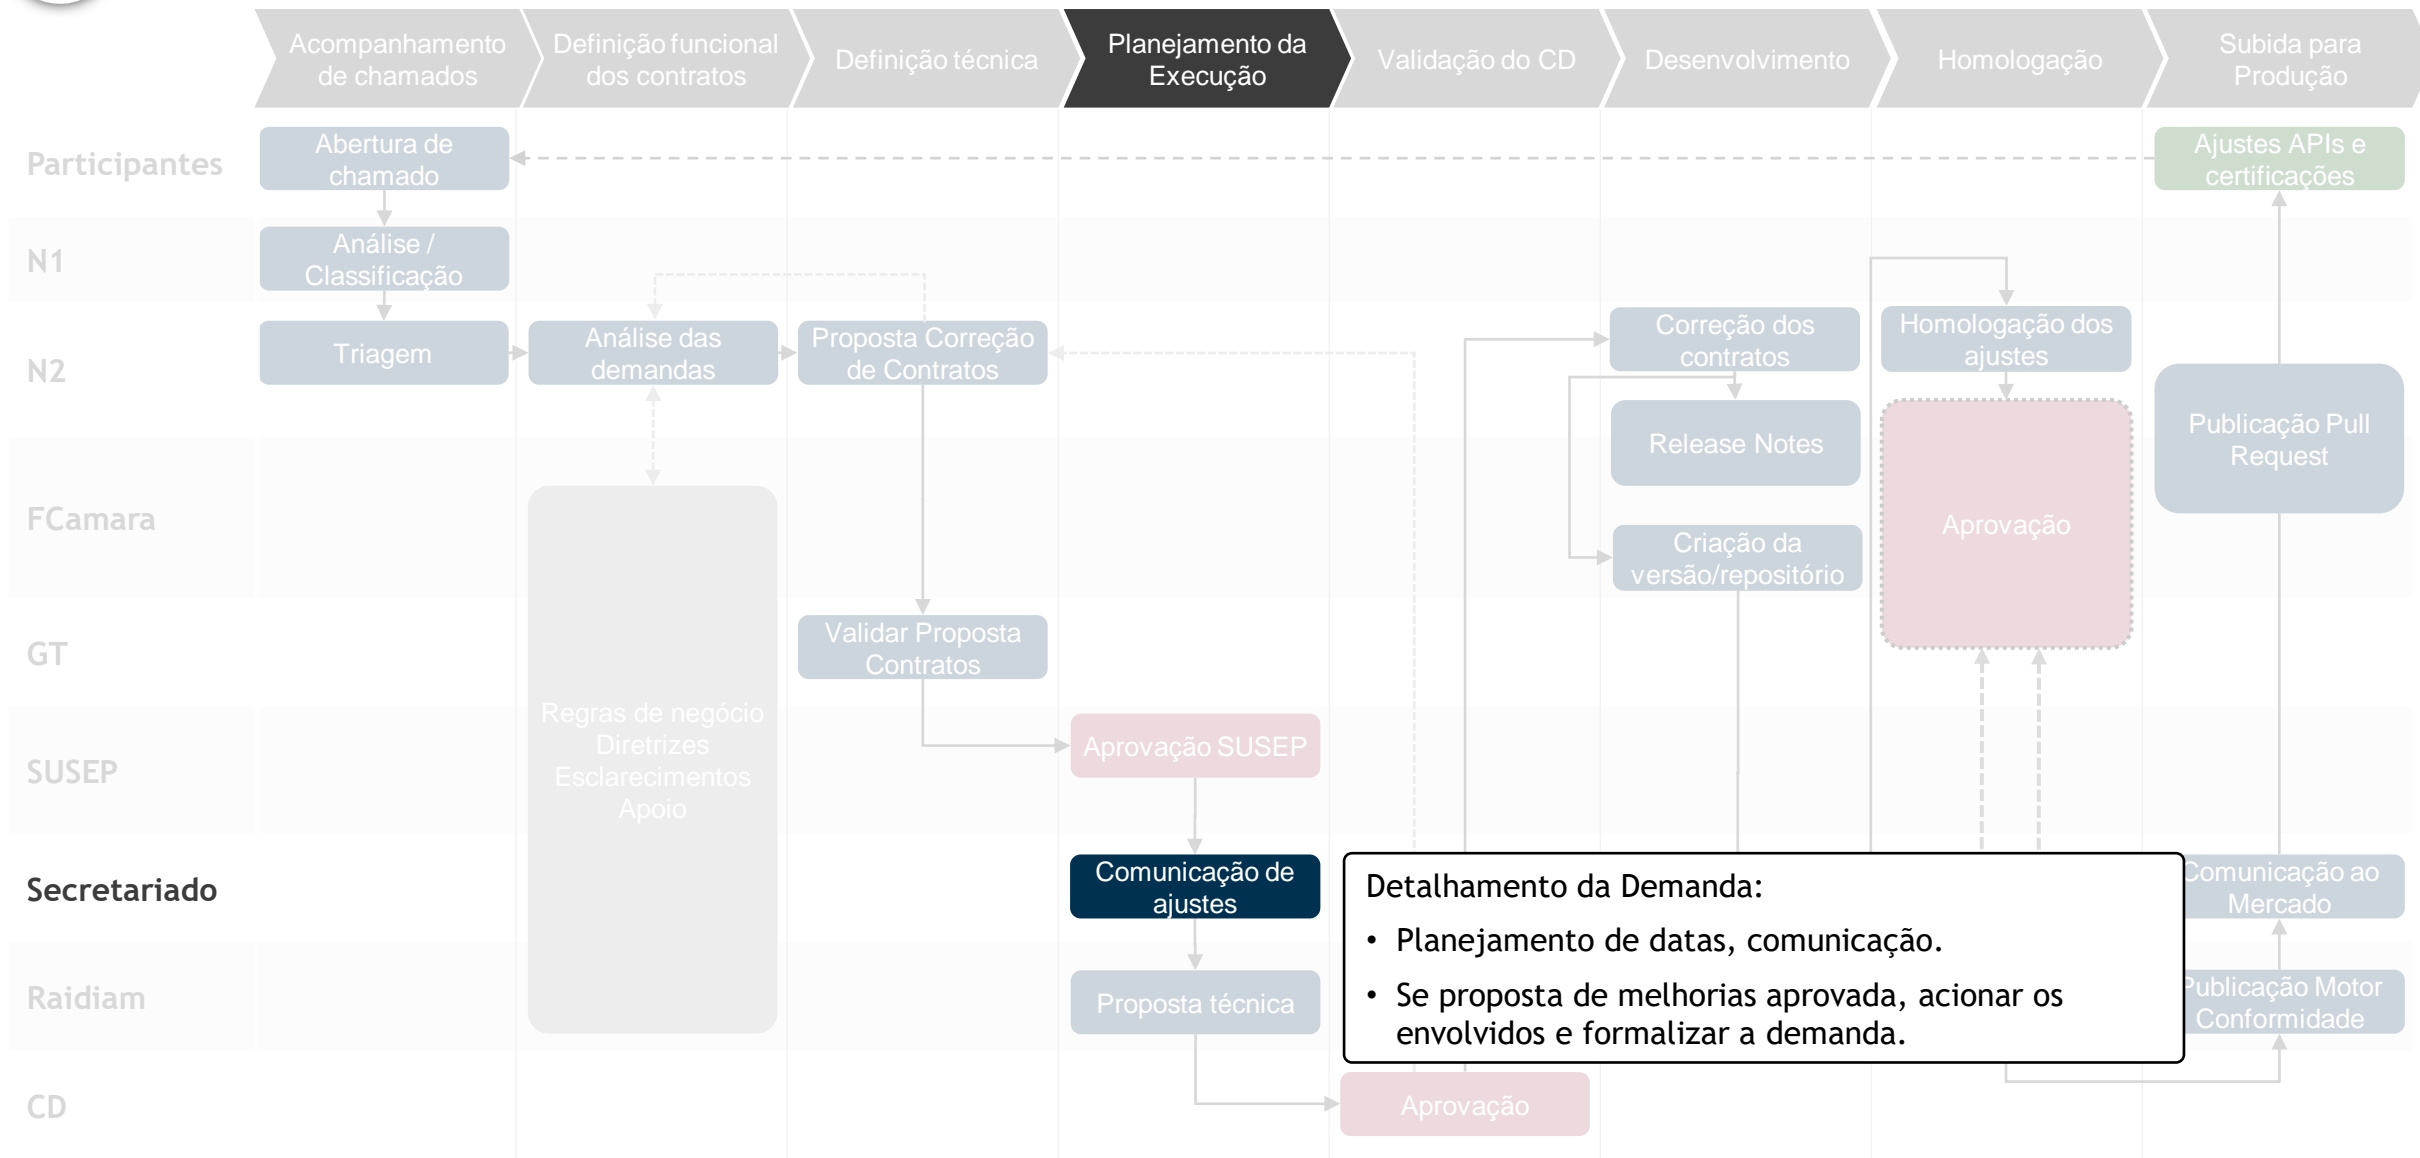 Acompanhamento
de chamados
Definição funcional
dos contratos
Definição técnica
Planejamento da
Execução
Validação do CD
Desenvolvimento
Homologação
Subida para
Produção
Participantes
Abertura de
chamado
Ajustes APIs e
certificações
N1
Análise /
Classificação
N2
Triagem
Análise das
demandas
Proposta Correção
de Contratos
Correção dos
contratos
Homologação dos
ajustes
Release Notes
Publicação Pull
Request
FCamara
Aprovação
Criação da
versão/repositório
GT
Validar Proposta
Contratos
Regras de negócio
Diretrizes
Esclarecimentos
Apoio
SUSEP
Aprovação SUSEP
Secretariado
Comunicação de
ajustes
Detalhamento da Demanda:
• Planejamento de datas, comunicação.
• Se proposta de melhorias aprovada, acionar os
envolvidos e formalizar a demanda.
Comunicação ao
Mercado
Raidiam
Proposta técnica
Publicação Motor
Conformidade
CD
Aprovação